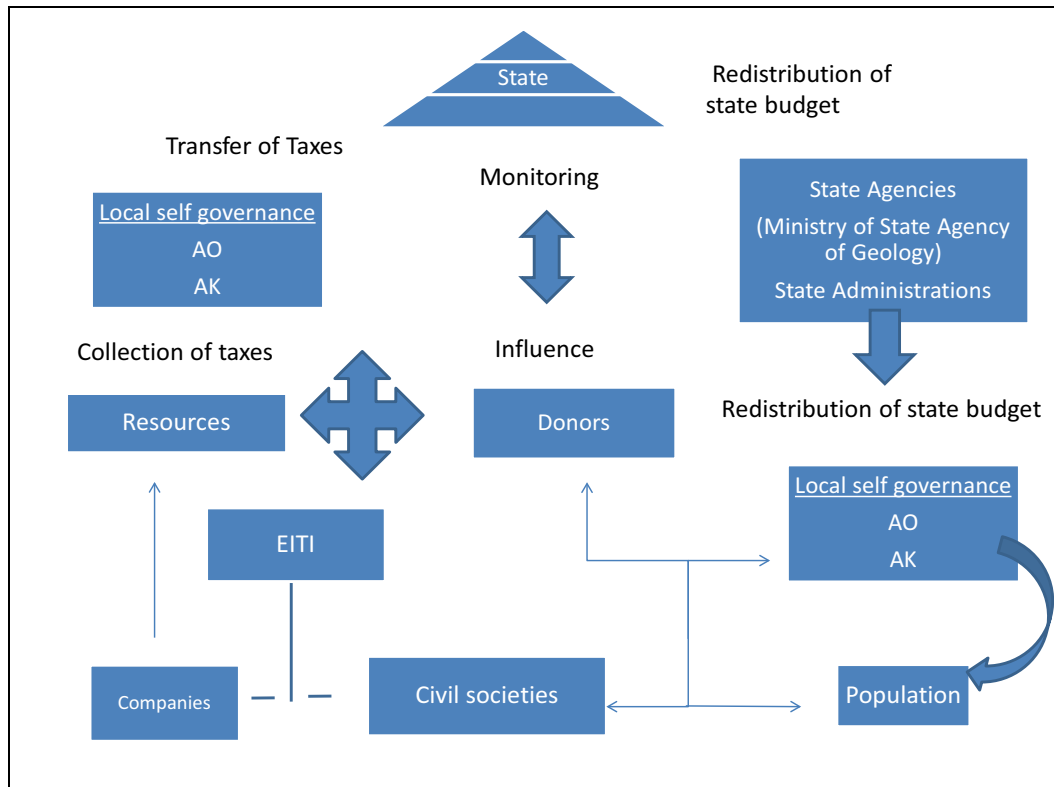 State
Redistribution of
state budget
Transfer of Taxes
Monitoring
Local self governance
AO
AK
State Agencies
(Ministry of State Agency
of Geology)
State Administrations
Collection of taxes
Influence
Resources
Donors
Redistribution of state budget
Local self governance
AO
AK
EITI
Companies
Civil societies
Population